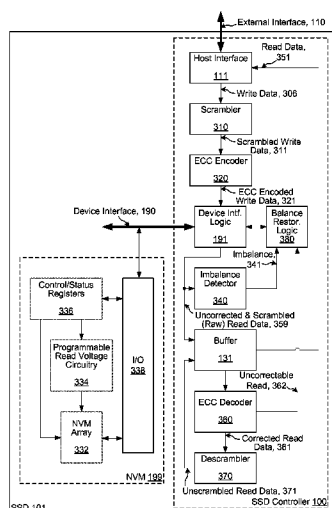 External Interface, 110
Read Data,
351
Host Interface
111
Write Data, 306
Scrambler
310
Scrambled Write
Data, 311
ECC Encoder
320
ECC Encoded
Write Data, 321
Device Interface, 190
Device Intf.
Logic
191
Balance
Restor.
Logic
380
Imbalance,
341
Imbalance
Detector
340
Control/Status
Registers
336
Uncorrected & Scrambled
(Raw) Read Data, 359
Programmable
Read Voltage
Circuitry
334
I/O
338
Buffer
131
Uncorrectable
Read, 362
NVM
Array
332
ECC Decoder
360
Corrected Read
Data, 361
Descrambler
370
NVM 199
Unscrambled Read Data, 371
SSD Controller 100
SSD 101